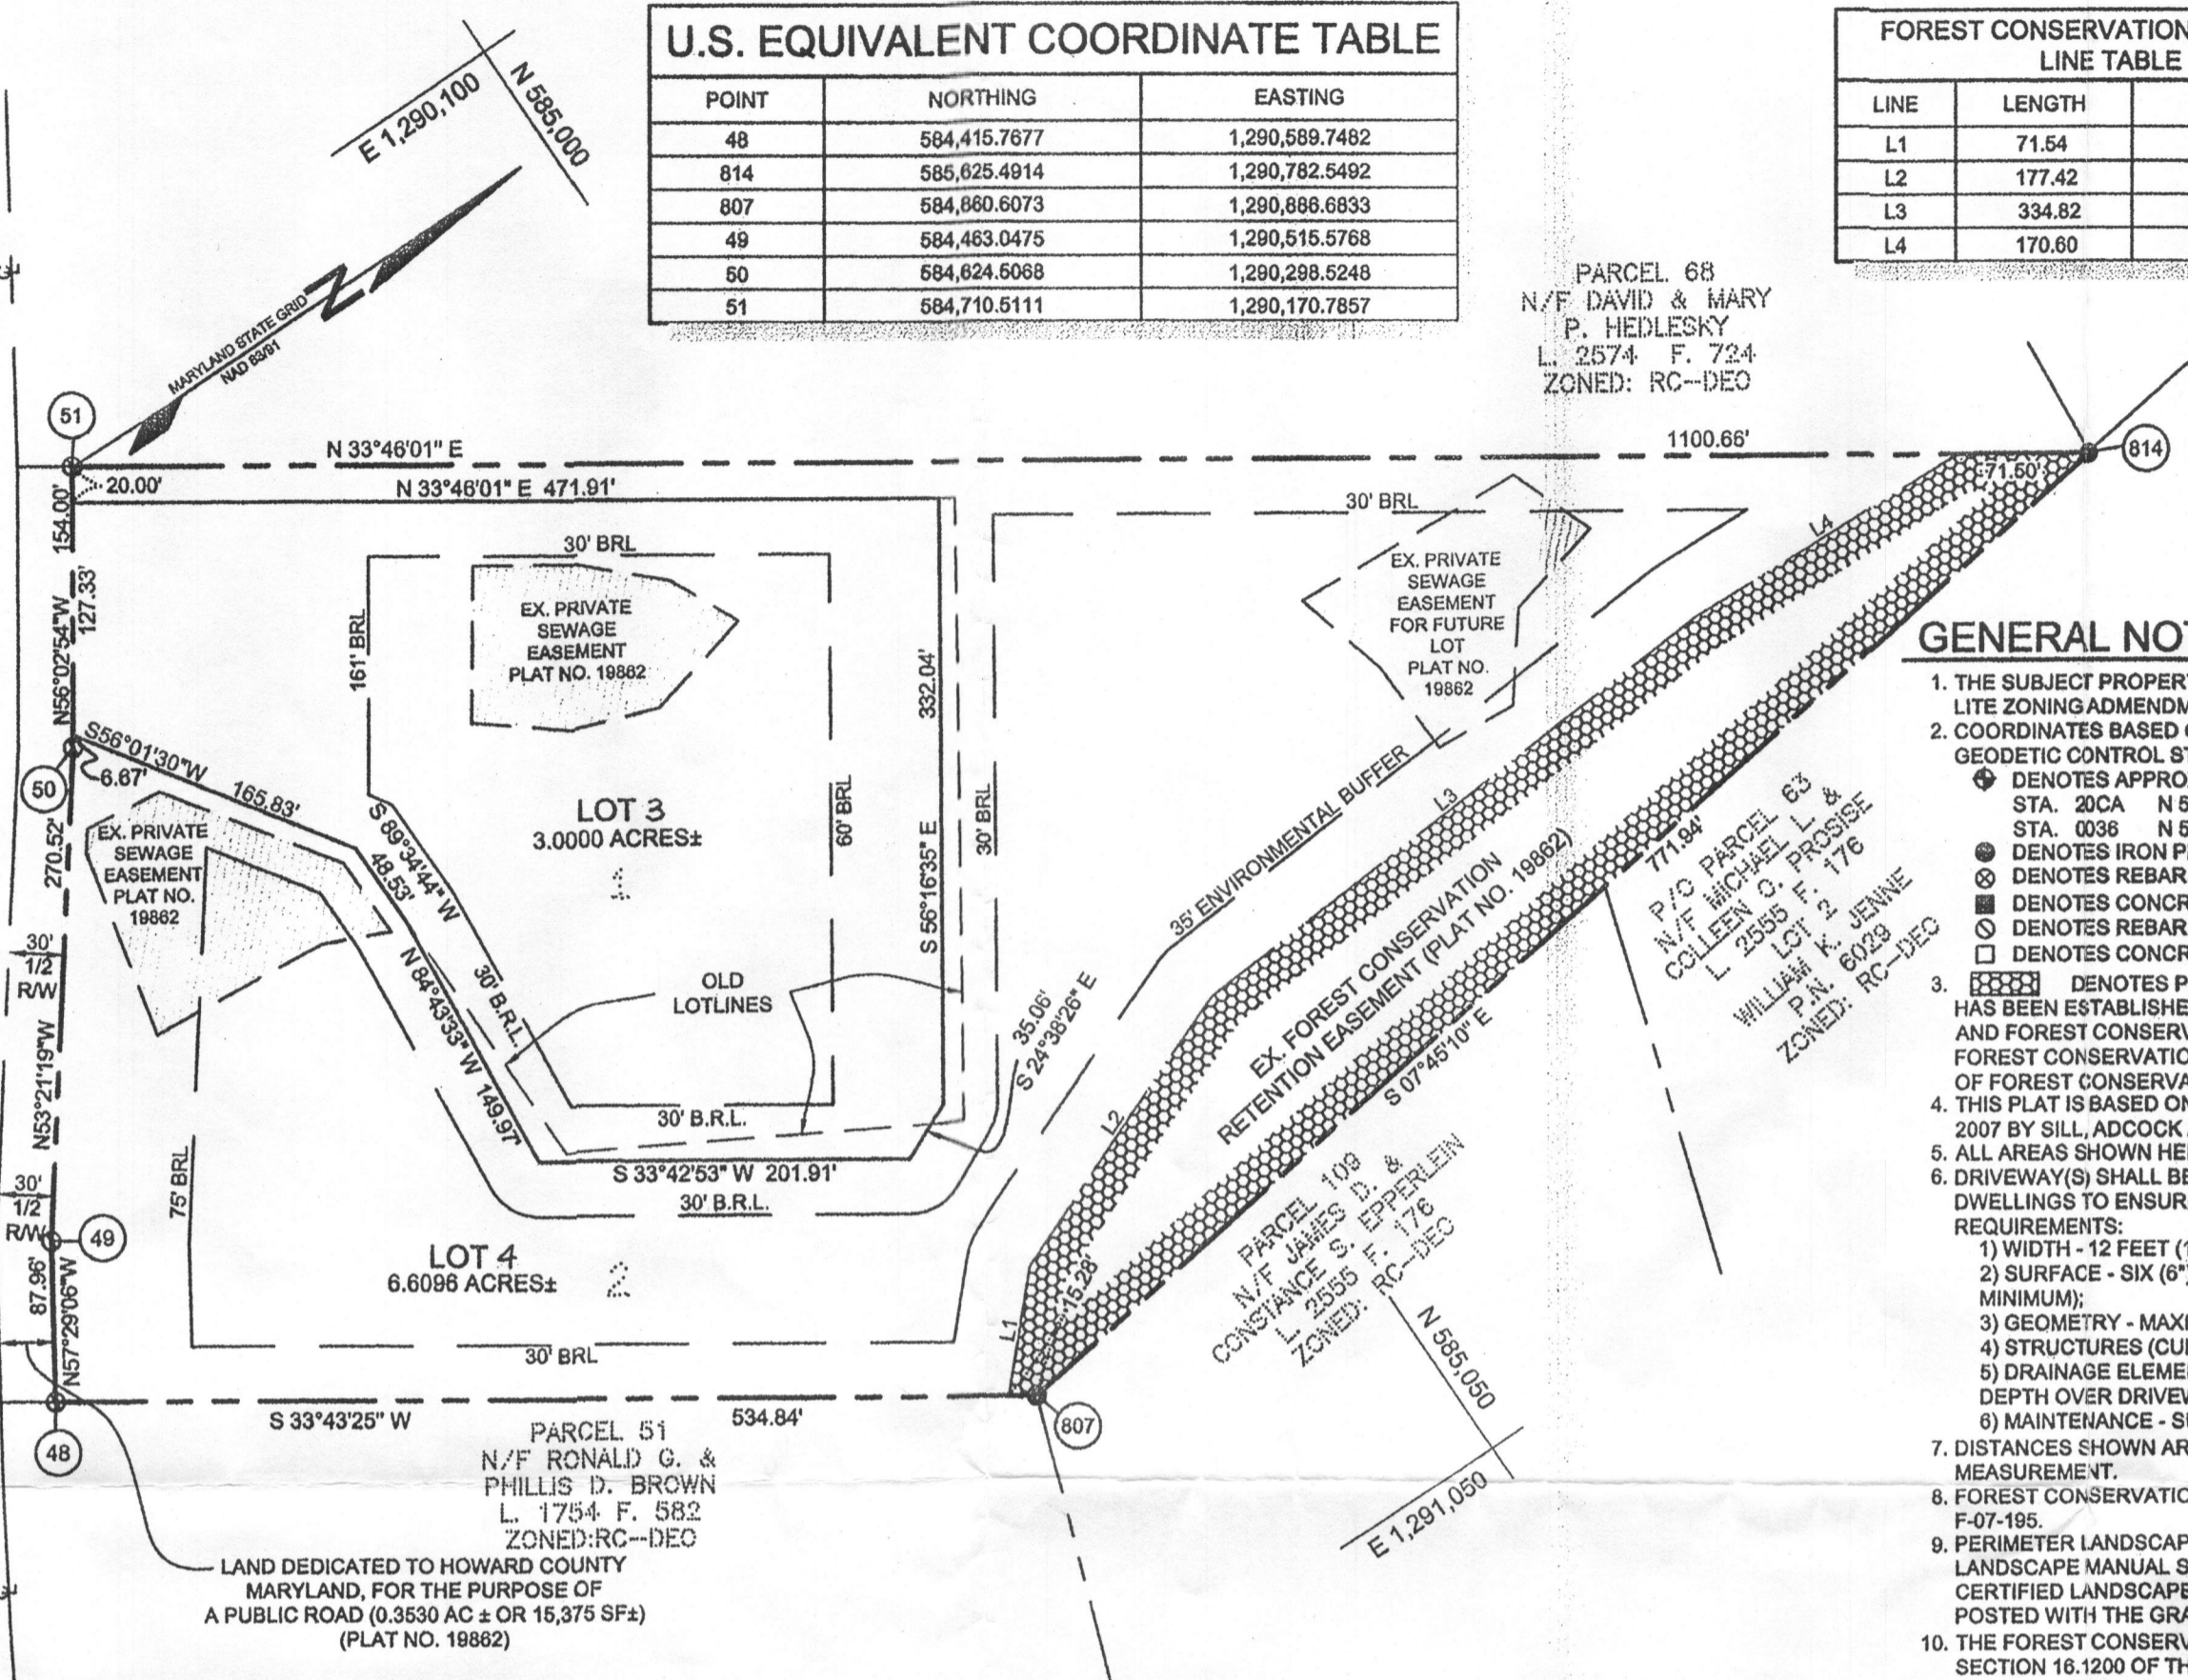 U.S. EQUIVALENT COORDINATE TABLE
POINT NORTHING EASTING
48 584,415.7677 1,290,589.7482
814 585,625.4914 1,290,782.5492
807 584,860.6073 1,290,886.6833
49 584,463.0475 1,290,515.5768
50 584,624.5068 1,290,298.5248
51 584,710.5111 1,290,170.7857
FOREST CONSERVATION
LINE TABLE
LINE LENGTH
L1 71.54
L2 177.42
L3 334.82
L4 170.60
E 1,290,100
N 585,000
MARYLAND STATE GRID
NAD 83/91
N
PARCEL 68
N/F DAVID & MARY
P. HEDLESKY
L. 2574 F. 724
ZONED: RC--DEO
51
N 33°46'01" E
1100.66'
814
71.50'
20.00'
N 33°46'01" E 471.91'
154.00'
127.33'
N56°02'54"W
30' BRL
161' BRL
EX. PRIVATE
SEWAGE
EASEMENT
PLAT NO. 19862
332.04'
S 56°16'35" E
30' BRL
30' BRL
60' BRL
EX. PRIVATE
SEWAGE
EASEMENT
FOR FUTURE
LOT
PLAT NO.
19862
L4
L3
L2
L1
35' ENVIRONMENTAL BUFFER
S56°01'30"W
165.83'
50
6.67'
270.52'
EX. PRIVATE
SEWAGE
EASEMENT
PLAT NO.
19862
S 89°34'44" W
48.53'
LOT 3
3.0000 ACRES±
1
30' B.R.L.
N 84°43'33" W 149.97'
OLD
LOTLINES
30' B.R.L.
S 33°42'53" W 201.91'
30' B.R.L.
35.06'
S 24°38'26" E
30'
1/2
R/W
N53°21'19"W
30'
1/2
R/W
75' BRL
49
87.96'
N57°29'06"W
LOT 4
6.6096 ACRES±
2
30' BRL
EX. FOREST CONSERVATION
RETENTION EASEMENT (PLAT NO. 19862)
771.94'
S 07°45'10" E
15.28'
P/O PARCEL 63
N/F MICHAEL L. &
COLLEEN O. PROSISE
L. 2555 F. 176
LOT 2
WILLIAM K. JENNE
P.N. 6029
ZONED: RC--DEO
PARCEL 109
N/F JAMES D. &
CONSTANCE S. EPPERLEIN
L. 2555 F. 176
ZONED: RC--DEO
N 585,050
E 1,291,050
807
48
S 33°43'25" W
534.84'
PARCEL 51
N/F RONALD G. &
PHILLIS D. BROWN
L. 1754 F. 582
ZONED:RC--DEO
LAND DEDICATED TO HOWARD COUNTY
MARYLAND, FOR THE PURPOSE OF
A PUBLIC ROAD (0.3530 AC ± OR 15,375 SF±)
(PLAT NO. 19862)
GENERAL NOT
1. THE SUBJECT PROPERT
LITE ZONING ADMENDM
2. COORDINATES BASED
GEODETIC CONTROL ST
DENOTES APPRO
STA. 20CA N 5
STA. 0036 N 5
DENOTES IRON P
DENOTES REBAR
DENOTES CONCR
DENOTES REBAR
DENOTES CONCR
3. DENOTES P
HAS BEEN ESTABLISHE
AND FOREST CONSERV
FOREST CONSERVATIO
OF FOREST CONSERVA
4. THIS PLAT IS BASED ON
2007 BY SILL, ADCOCK
5. ALL AREAS SHOWN HE
6. DRIVEWAY(S) SHALL BE
DWELLINGS TO ENSUR
REQUIREMENTS:
1) WIDTH - 12 FEET (1
2) SURFACE - SIX (6")
MINIMUM);
3) GEOMETRY - MAXI
4) STRUCTURES (CU
5) DRAINAGE ELEME
DEPTH OVER DRIVEW
6) MAINTENANCE - S
7. DISTANCES SHOWN AR
MEASUREMENT.
8. FOREST CONSERVATIO
F-07-195.
9. PERIMETER LANDSCAP
LANDSCAPE MANUAL S
CERTIFIED LANDSCAPE
POSTED WITH THE GRA
10. THE FOREST CONSERV
SECTION 16.1200 OF TH